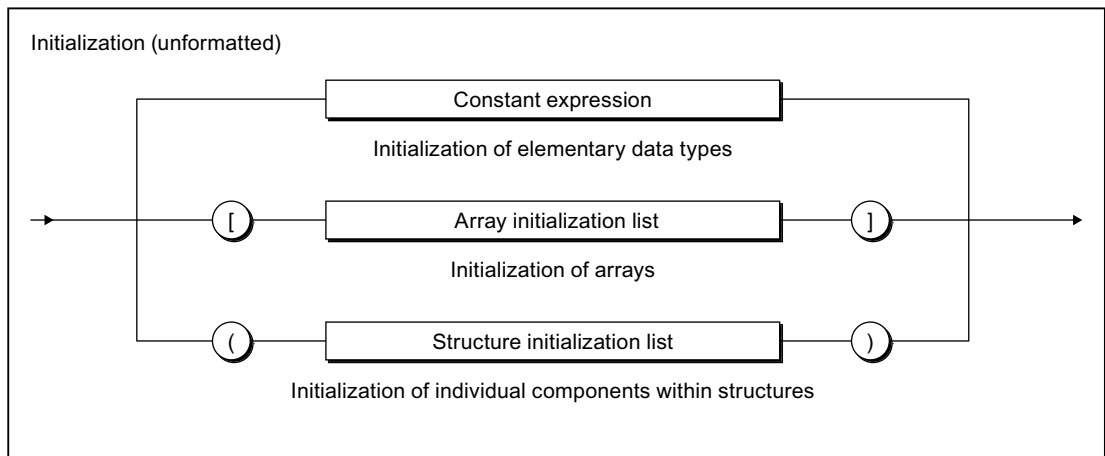 Initialization (unformatted)
Constant expression
Initialization of elementary data types
[ Array initialization list ]
Initialization of arrays
( Structure initialization list )
Initialization of individual components within structures